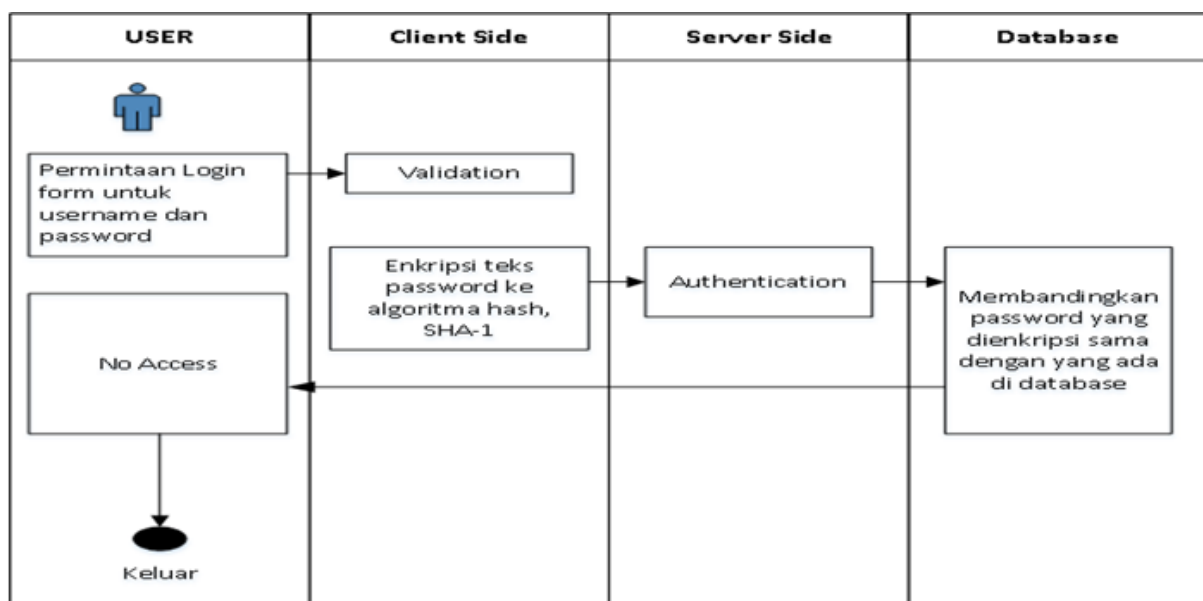 USER
Client Side
Server Side
Database
Permintaan Login
form untuk
username dan
password
Validation
Enkripsi teks
password ke
algoritma hash,
SHA-1
Authentication
Membandingkan
password yang
dienkripsi sama
dengan yang ada
di database
No Access
Keluar